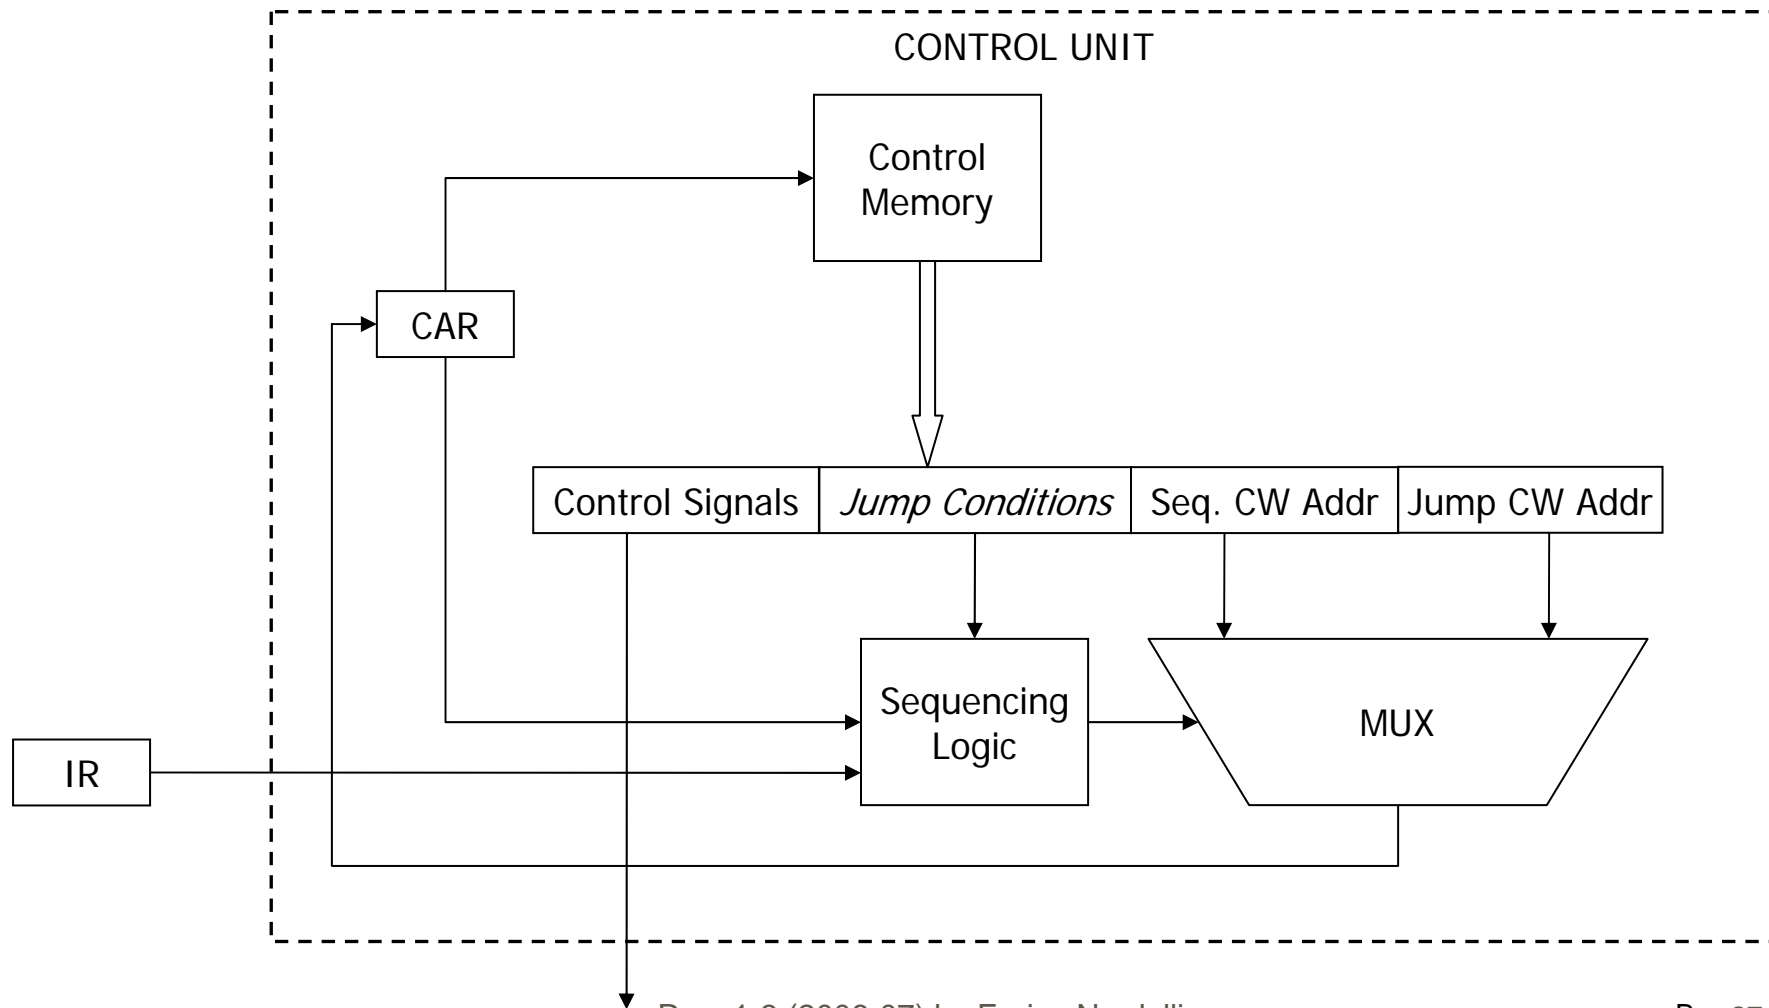 CONTROL UNIT
Control
Memory
CAR
Control Signals
Jump Conditions
Seq. CW Addr
Jump CW Addr
Sequencing
Logic
MUX
IR